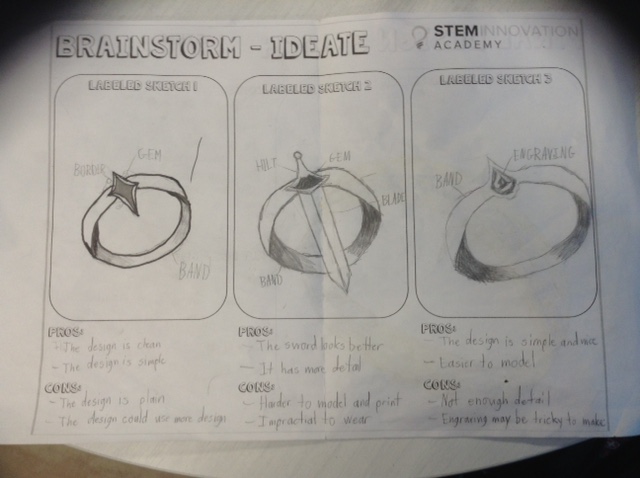 BRAINSTORM - IDEATE
STEM INNOVATION
ACADEMY
LABELED SKETCH 1
LABELED SKETCH 2
LABELED SKETCH 3
BORDER
GEM
BAND
HILT
GEM
BLADE
BAND
BAND
ENGRAVING
PROS:
- The design is clean
- The design is simple
CONS:
- The design is plain
- The design could use more design
PROS:
- The sword looks better
- It has more detal
CONS:
- Harder to model and print
- Impractial to wear
PROS:
- The design is simple and nice
- Easier to model
CONS:
- Not enough detail
- Engraving may be tricky to make